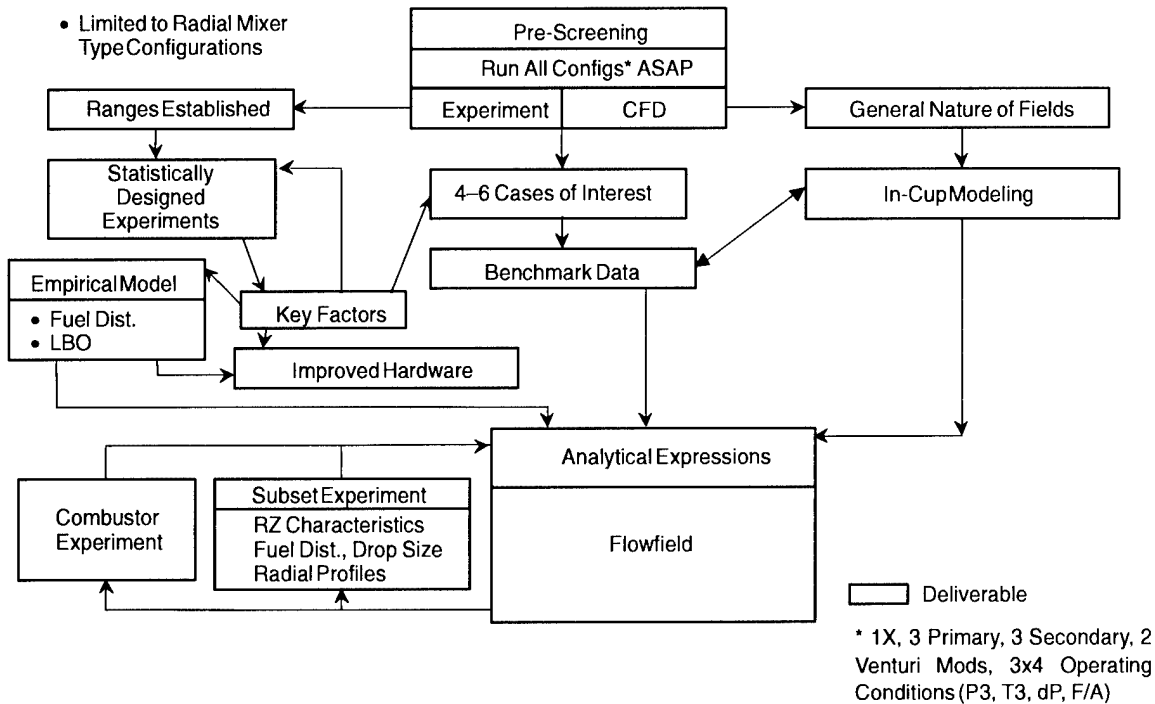 • Limited to Radial Mixer
Type Configurations
Pre-Screening
Run All Configs* ASAP
Experiment
CFD
Ranges Established
General Nature of Fields
Statistically
Designed
Experiments
4–6 Cases of Interest
In-Cup Modeling
Benchmark Data
Empirical Model
• Fuel Dist.
• LBO
Key Factors
Improved Hardware
Analytical Expressions
Flowfield
Combustor
Experiment
Subset Experiment
RZ Characteristics
Fuel Dist., Drop Size
Radial Profiles
Deliverable
* 1X, 3 Primary, 3 Secondary, 2
Venturi Mods, 3x4 Operating
Conditions (P3, T3, dP, F/A)